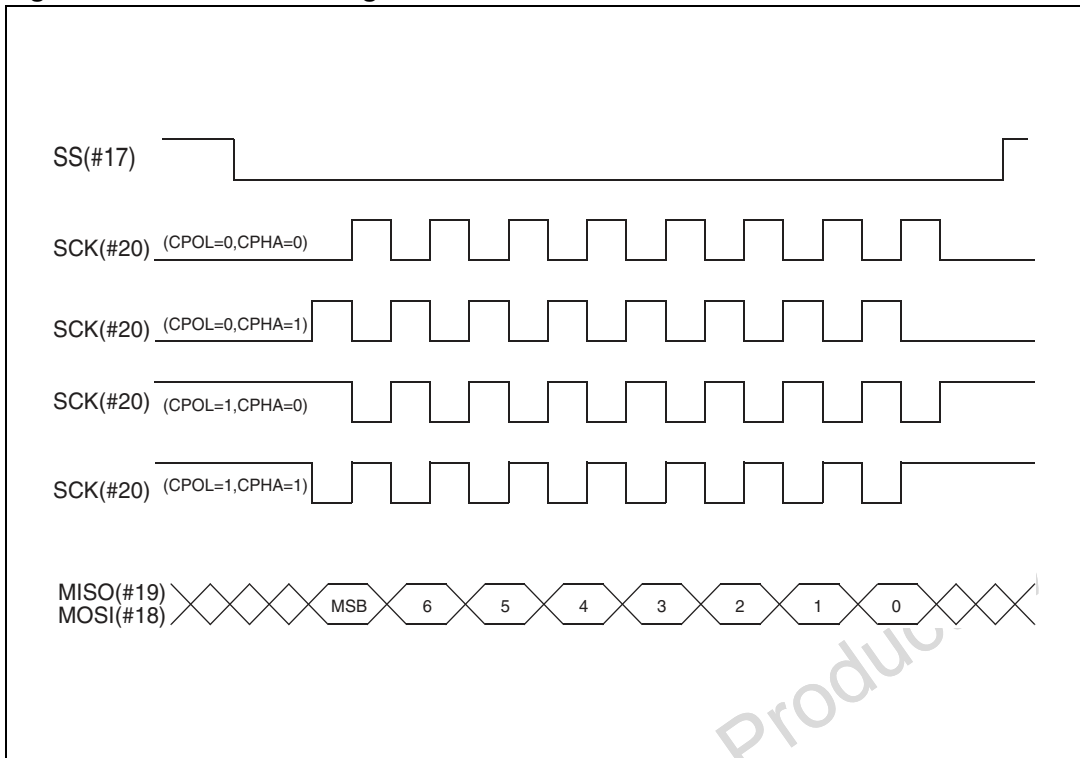 SS(#17)
SCK(#20) (CPOL=0,CPHA=0)
SCK(#20) (CPOL=0,CPHA=1)
SCK(#20) (CPOL=1,CPHA=0)
SCK(#20) (CPOL=1,CPHA=1)
MISO(#19)
MOSI(#18)
MSB 6 5 4 3 2 1 0